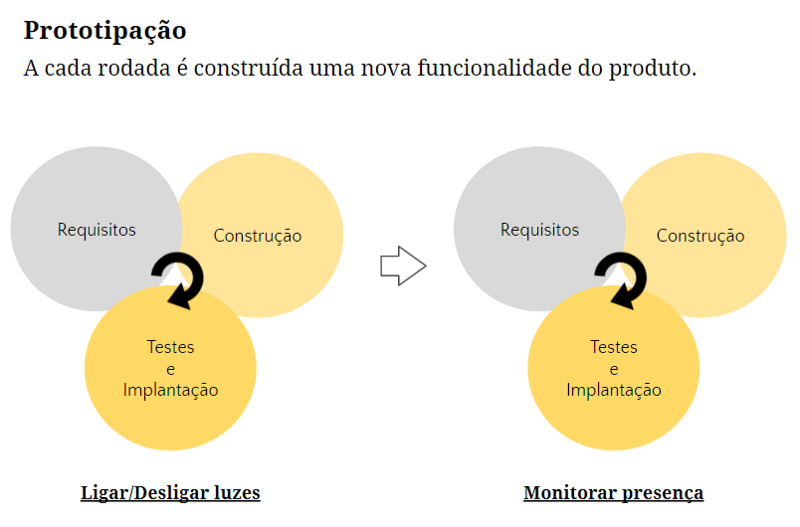 Prototipação
A cada rodada é construída uma nova funcionalidade do produto.
Requisitos
Construção
Testes
e
Implantação
Ligar/Desligar luzes
Requisitos
Construção
Testes
e
Implantação
Monitorar presença